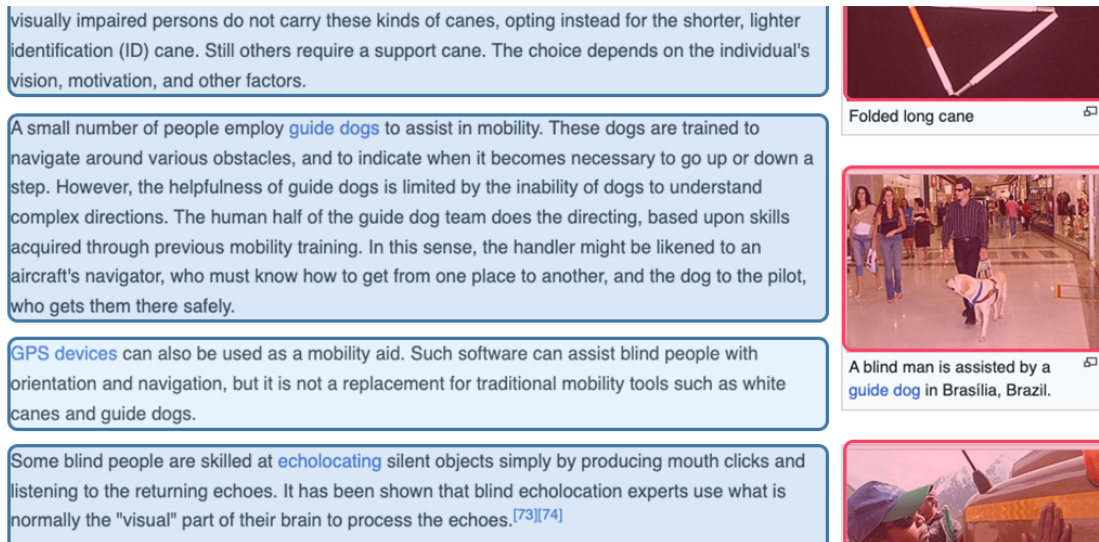 visually impaired persons do not carry these kinds of canes, opting instead for the shorter, lighter
identification (ID) cane. Still others require a support cane. The choice depends on the individual's
vision, motivation, and other factors.
A small number of people employ guide dogs to assist in mobility. These dogs are trained to
navigate around various obstacles, and to indicate when it becomes necessary to go up or down a
step. However, the helpfulness of guide dogs is limited by the inability of dogs to understand
complex directions. The human half of the guide dog team does the directing, based upon skills
acquired through previous mobility training. In this sense, the handler might be likened to an
aircraft's navigator, who must know how to get from one place to another, and the dog to the pilot,
who gets them there safely.
GPS devices can also be used as a mobility aid. Such software can assist blind people with
orientation and navigation, but it is not a replacement for traditional mobility tools such as white
canes and guide dogs.
Some blind people are skilled at echolocating silent objects simply by producing mouth clicks and
listening to the returning echoes. It has been shown that blind echolocation experts use what is
normally the "visual" part of their brain to process the echoes.[73][74]
Folded long cane
A blind man is assisted by a
guide dog in Brasília, Brazil.